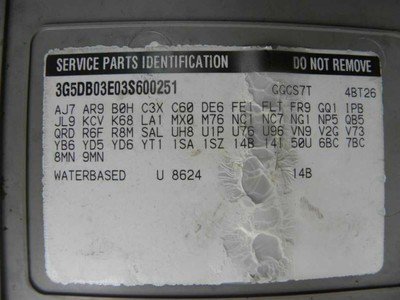 SERVICE PARTS IDENTIFICATION DO NOT REMOVE
3G5DB03E03S600251 GGCS7T 4BT26
AJ7 AR9 B0H C3X C60 DE6 FE1 FLT FR9 GQ1 IPB
JL9 KCV K68 LA1 MX0 M76 NC1 NC7 NG1 NP5 QB5
QRD R6F R8M SAL UH8 U1P U76 U96 VN9 V2G V73
YB6 YD5 YD6 YT1 1SA 1SZ 14B 14I 50U 6BC 7BC
8MN 9MN
WATERBASED U 8624 14B